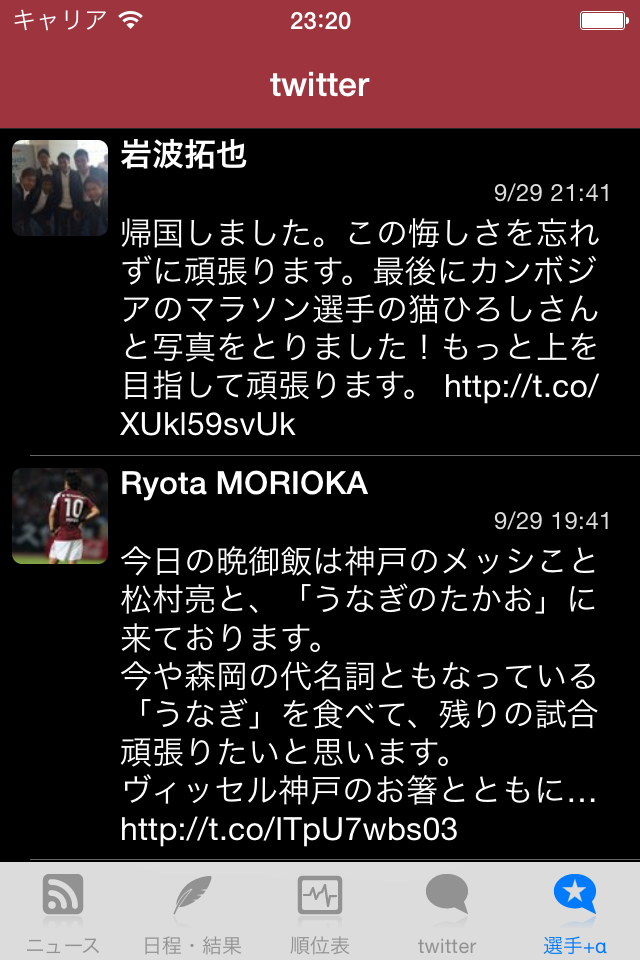 キャリア 23:20
twitter
岩波拓也
9/29 21:41
帰国しました。この悔しさを忘れ
ずに頑張ります。最後にカンボジ
アのマラソン選手の猫ひろしさん
と写真をとりました！もっと上を
目指して頑張ります。 http://t.co/
XUkl59svUk
Ryota MORIOKA
9/29 19:41
10
今日の晩御飯は神戸のメッシこと
松村亮と、「うなぎのたかお」に
来ております。
今や森岡の代名詞ともなっている
「うなぎ」を食べて、残りの試合
頑張りたいと思います。
ヴィッセル神戸のお箸とともに…
http://t.co/ITpU7wbs03
ニュース 日程・結果 順位表 twitter 選手+α